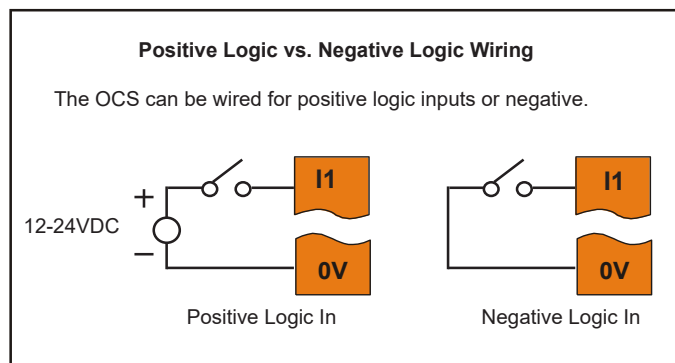 Positive Logic vs. Negative Logic Wiring
The OCS can be wired for positive logic inputs or negative.
I1
I1
+
12-24VDC
–
0V
0V
Positive Logic In
Negative Logic In